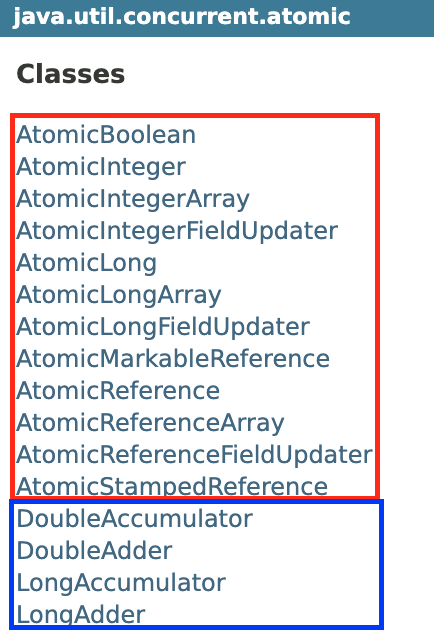 java.util.concurrent.atomic
Classes
AtomicBoolean
AtomicInteger
AtomicIntegerArray
AtomicIntegerFieldUpdater
AtomicLong
AtomicLongArray
AtomicLongFieldUpdater
AtomicMarkableReference
AtomicReference
AtomicReferenceArray
AtomicReferenceFieldUpdater
AtomicStampedReference
DoubleAccumulator
DoubleAdder
LongAccumulator
LongAdder